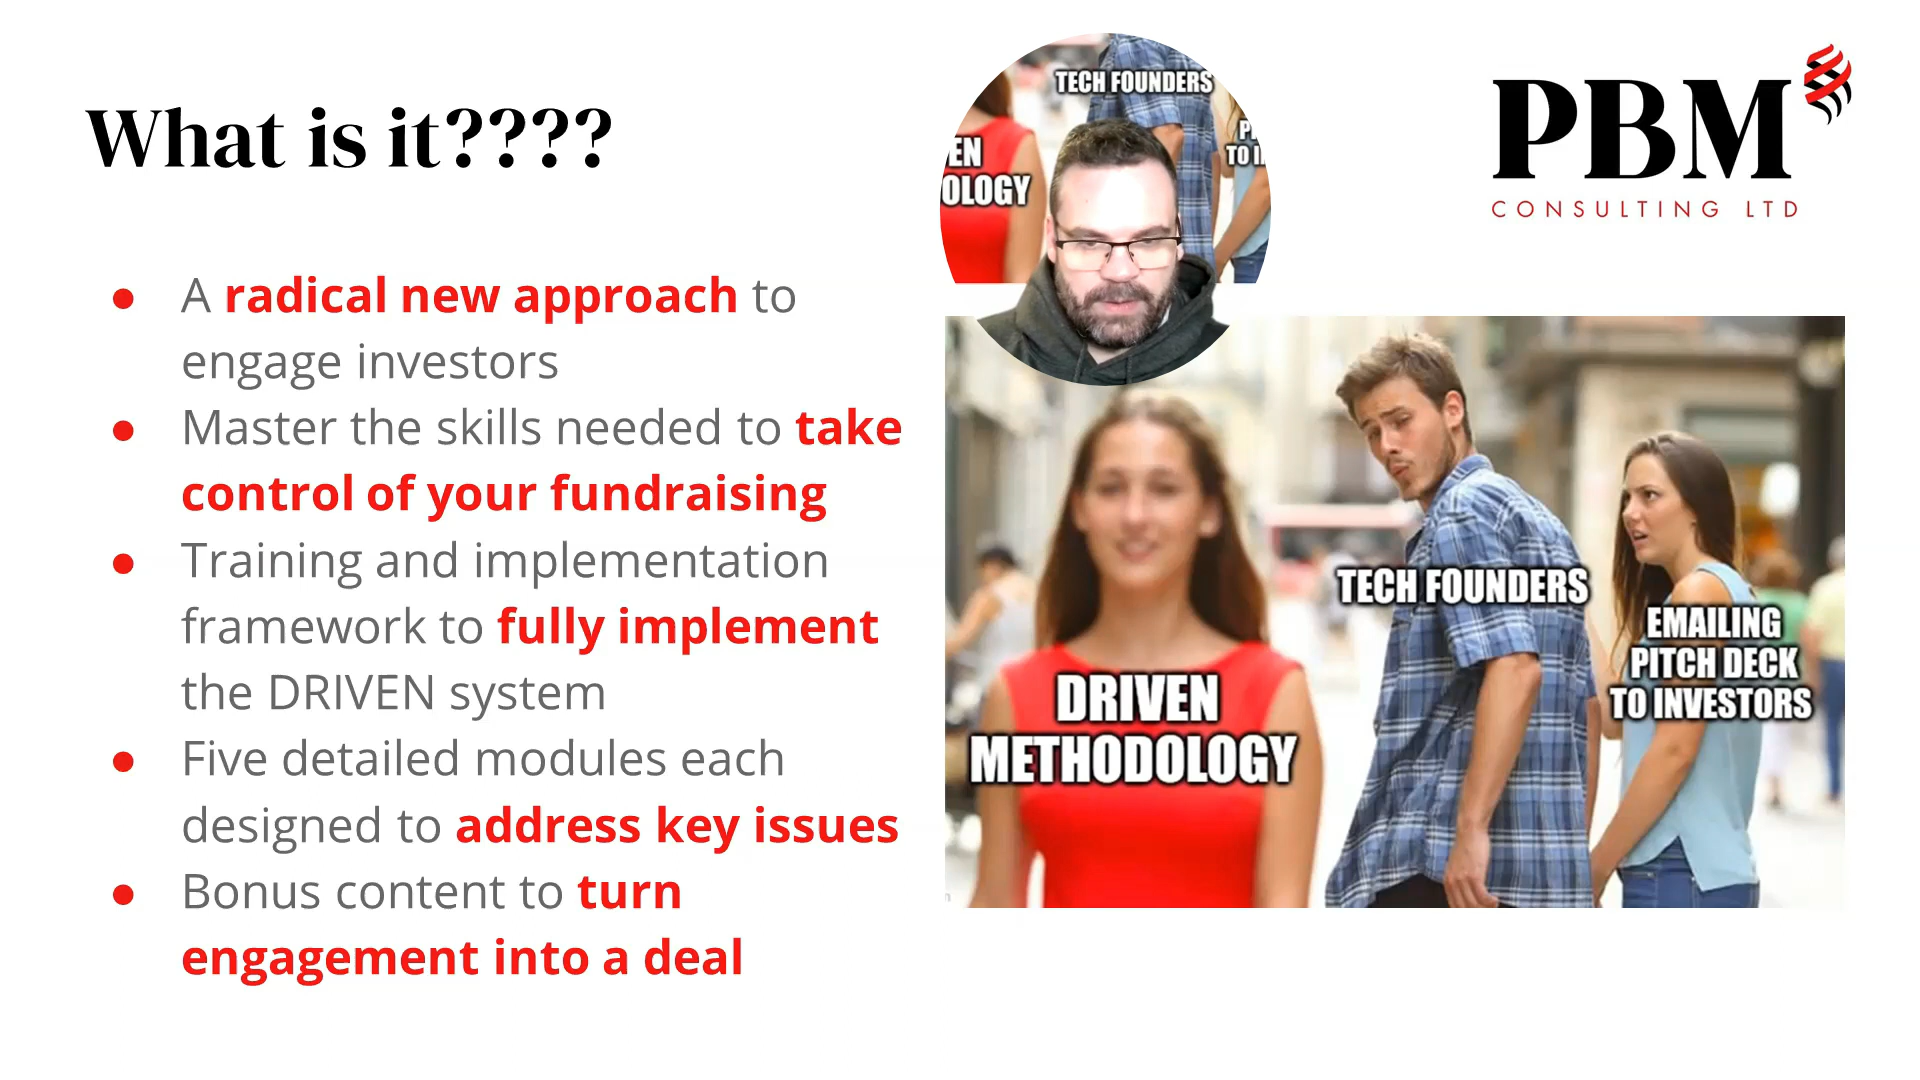 What is it????
A radical new approach to
engage investors
Master the skills needed to take
control of your fundraising
Training and implementation
framework to fully implement
the DRIVEN system
Five detailed modules each
designed to address key issues
Bonus content to turn
engagement into a deal
TECH FOUNDERS
EN
OLOGY
TO I
PBM
CONSULTING LTD
DRIVEN
METHODOLOGY
TECH FOUNDERS
EMAILING
PITCH DECK
TO INVESTORS